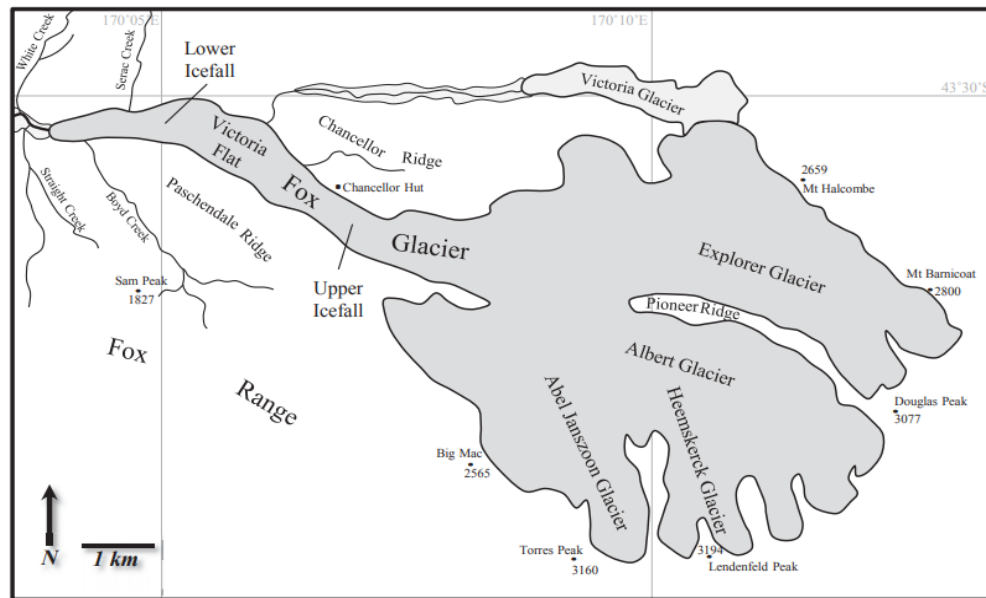 170°05'E
170°10'E
43°30'S
White Creek
Serac Creek
Lower
Icefall
Victoria Glacier
Victoria
Flat
Chancellor
Ridge
2659
Mt Halcombe
Chancellor Hut
Fox
Glacier
Straight Creek
Boyd Creek
Paschendale Ridge
Explorer Glacier
Mt Barnicoat
2800
Sam Peak
1827
Upper
Icefall
Pioneer Ridge
Fox
Range
Albert Glacier
Abel Janszoon Glacier
Heemskerck Glacier
Douglas Peak
3077
Big Mac
2565
N
1 km
Torres Peak
3160
3194
Lendenfeld Peak